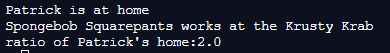 Patrick is at home
Spongebob Squarepants works at the Krusty Krab
ratio of Patrick's home:2.0